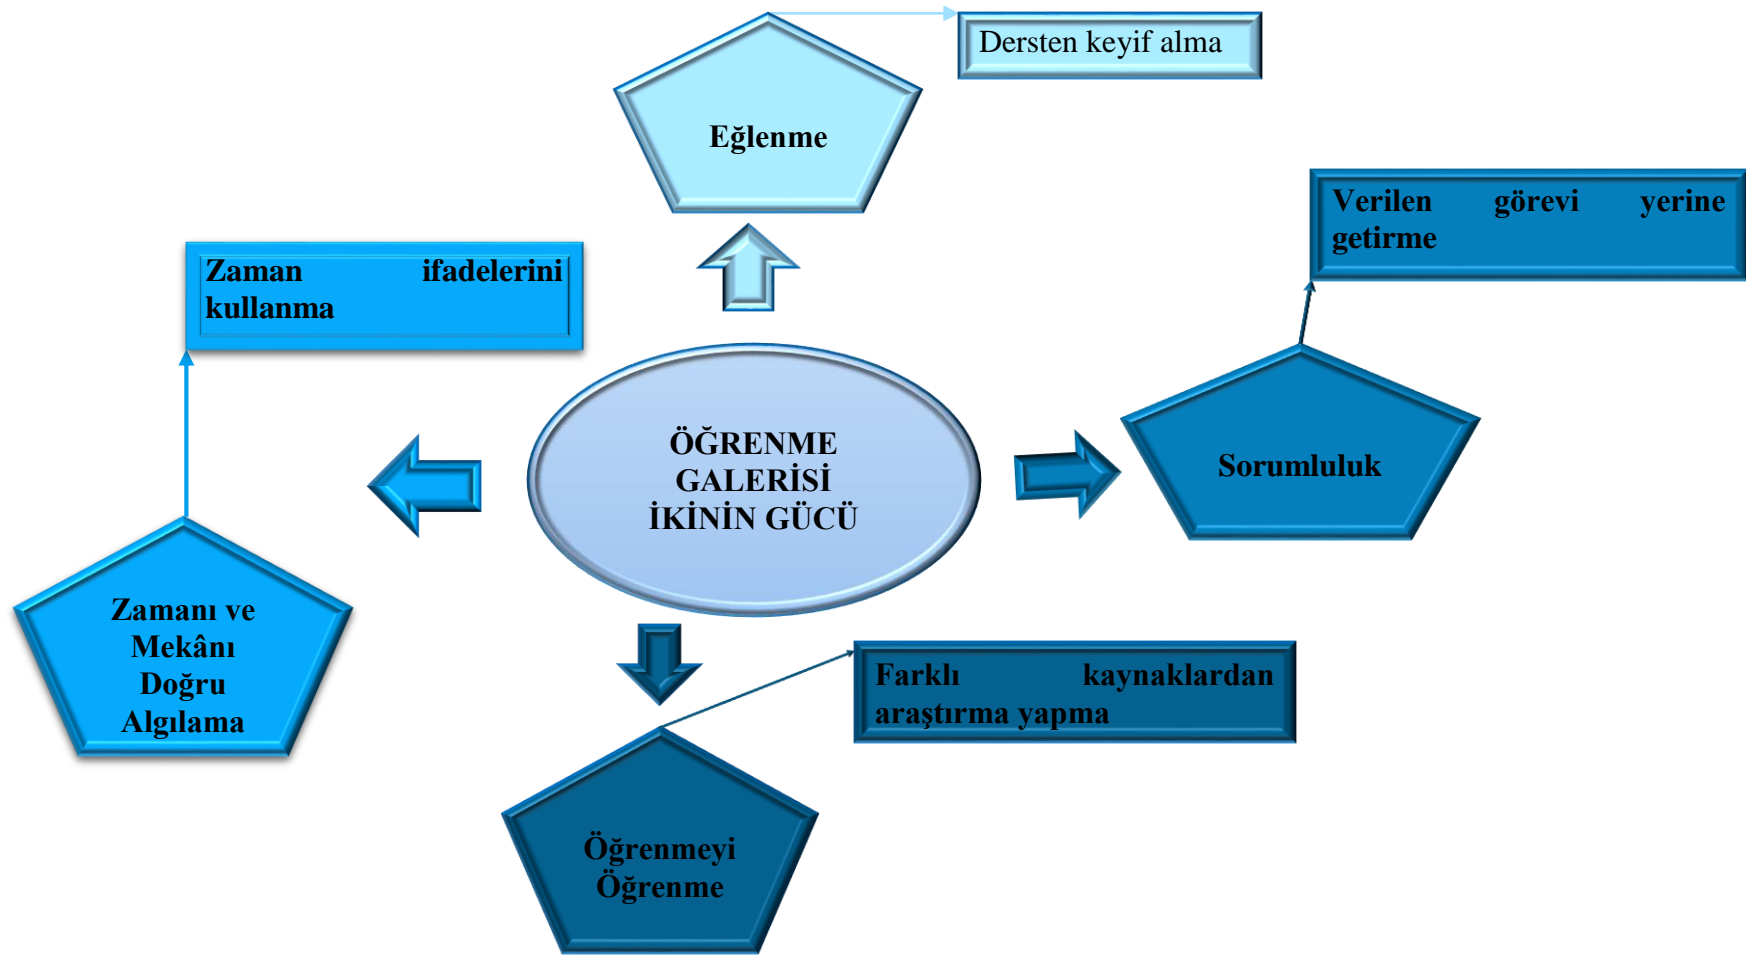 Dersten keyif alma
Eğlenme
Verilen görevi yerine
getirme
Zaman ifadelerini
kullanma
ÖĞRENME
GALERİSİ
İKİNİN GÜCÜ
Sorumluluk
Zamanı ve
Mekânı
Doğru
Algılama
Farklı kaynaklardan
araştırma yapma
Öğrenmeyi
Öğrenme